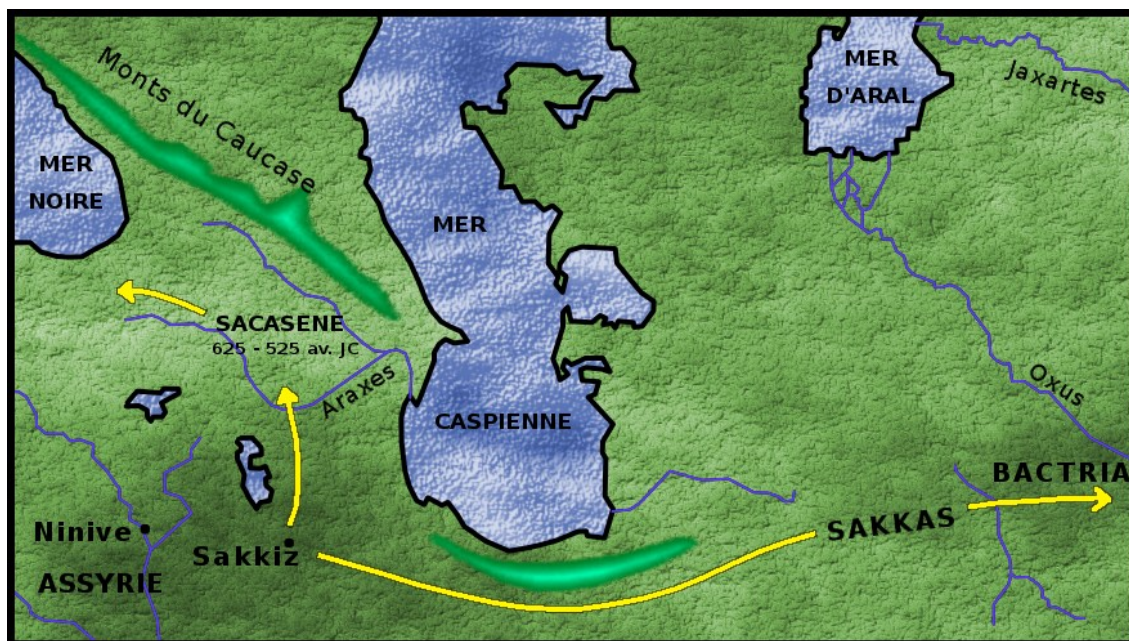 Monts du Caucase
MER
NOIRE
MER
D'ARAL
Jaxartes
MER
CASPIENNE
SACASENE
625 - 525 av. JC
Araxes
Oxus
BACTRIA
SAKKAS
Ninive
Sakkiz
ASSYRIE